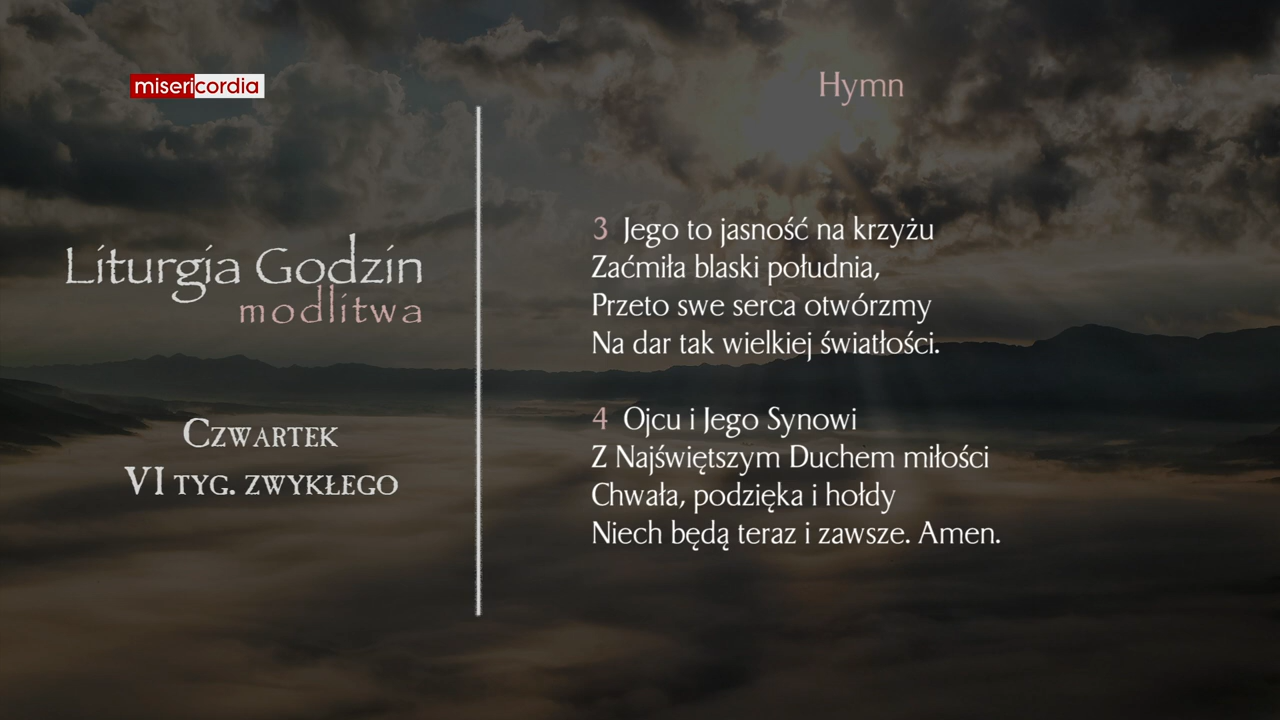 misericordia
Liturgia Godzin
modlitwa
Czwartek
VI tyg. zwykłego
Hymn
3 Jego to jasność na krzyżu
Zaćmiła blaski południa,
Przeto swe serca otwórzmy
Na dar tak wielkiej światłości.
4 Ojcu i Jego Synowi
Z Najświętszym Duchem miłości
Chwała, podzięka i hołdy
Niech będą teraz i zawsze. Amen.